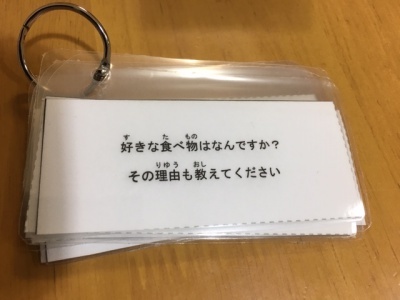 好きな食べ物はなんですか？
その理由も教えてください